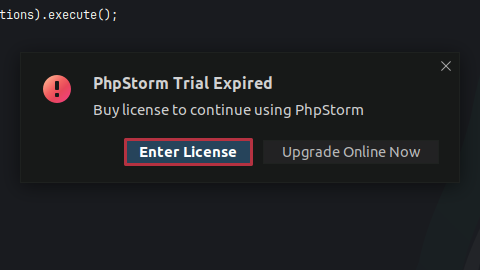 tions).execute();
PhpStorm Trial Expired
Buy license to continue using PhpStorm
Enter License
Upgrade Online Now